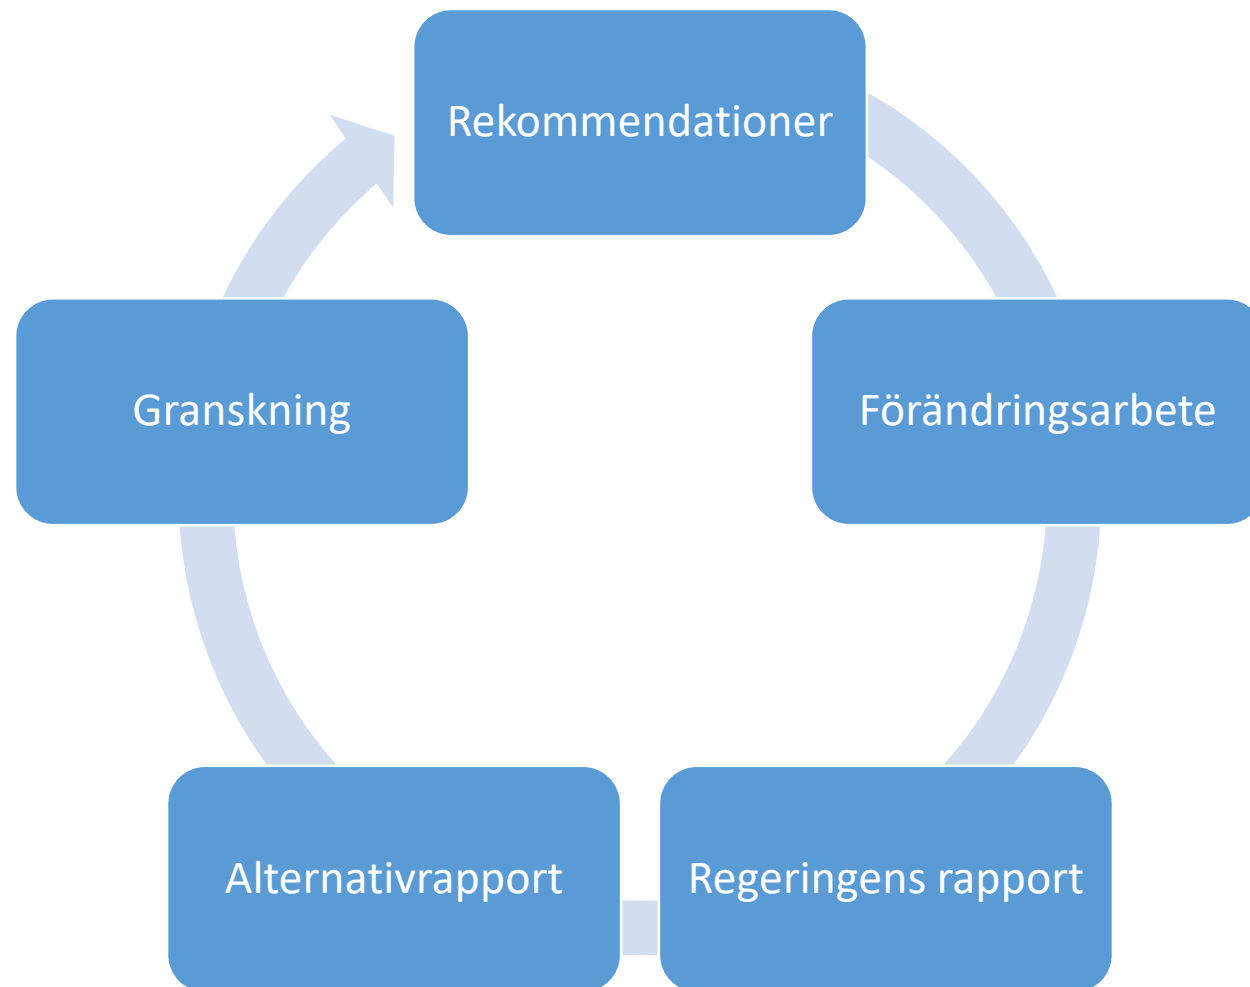 Rekommendationer
Förändringsarbete
Regeringens rapport
Alternativrapport
Granskning